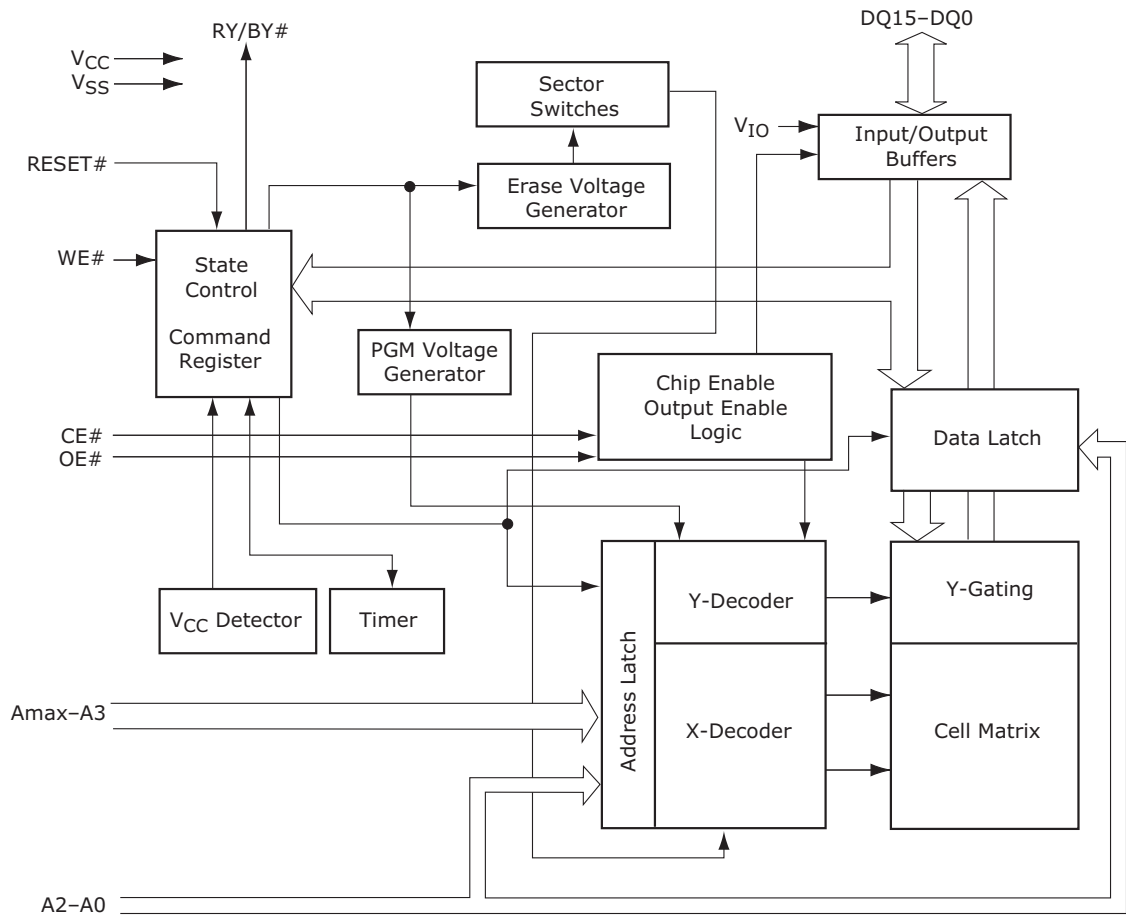 DQ15–DQ0
RY/BY#
VCC
VSS
Sector
Switches
VIO
Input/Output
Buffers
RESET#
Erase Voltage
Generator
WE#
State
Control
Command
Register
PGM Voltage
Generator
Chip Enable
Output Enable
Logic
CE#
OE#
Data Latch
VCC Detector
Timer
Address Latch
Y-Decoder
Y-Gating
Amax–A3
X-Decoder
Cell Matrix
A2–A0